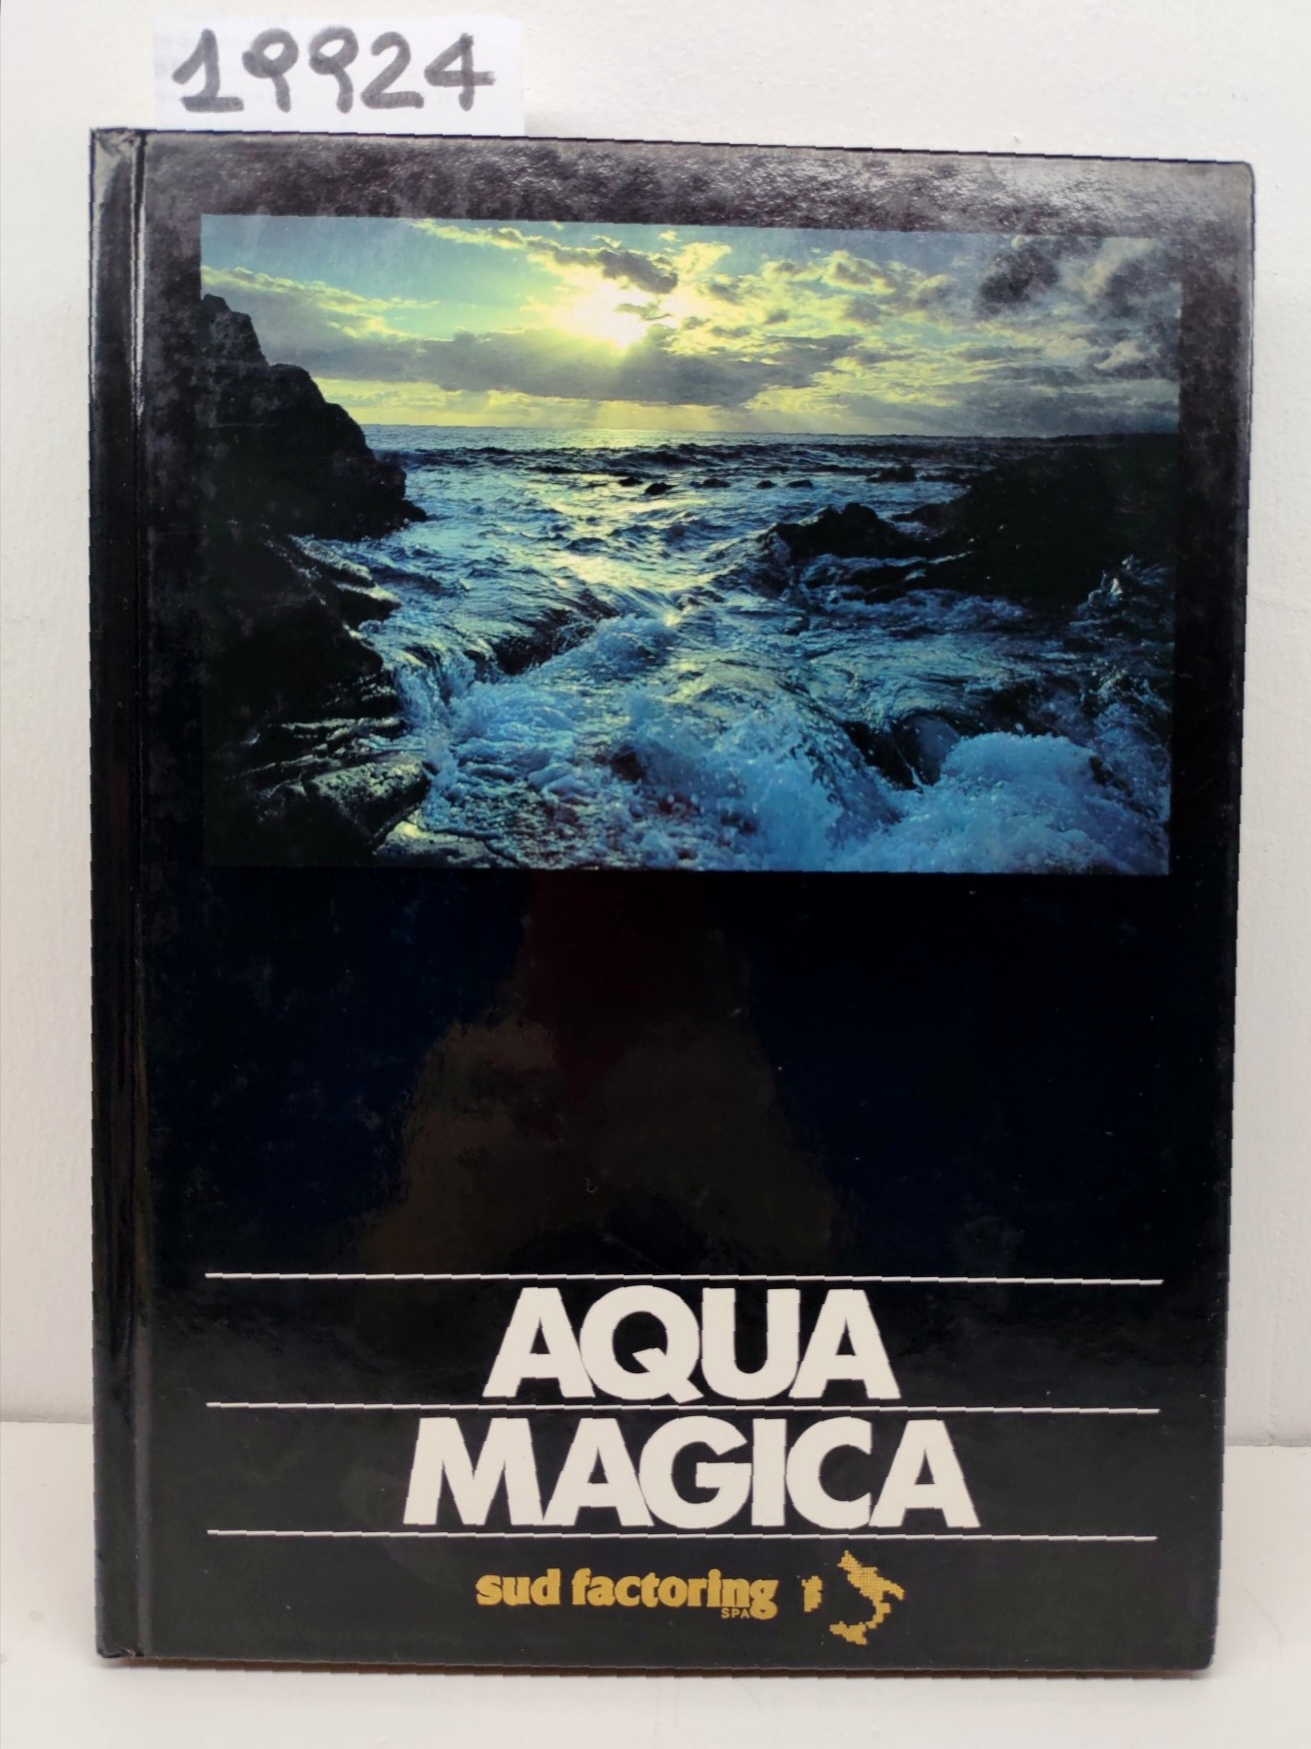 19924
AQUA
MAGICA
sud factoring
SPA